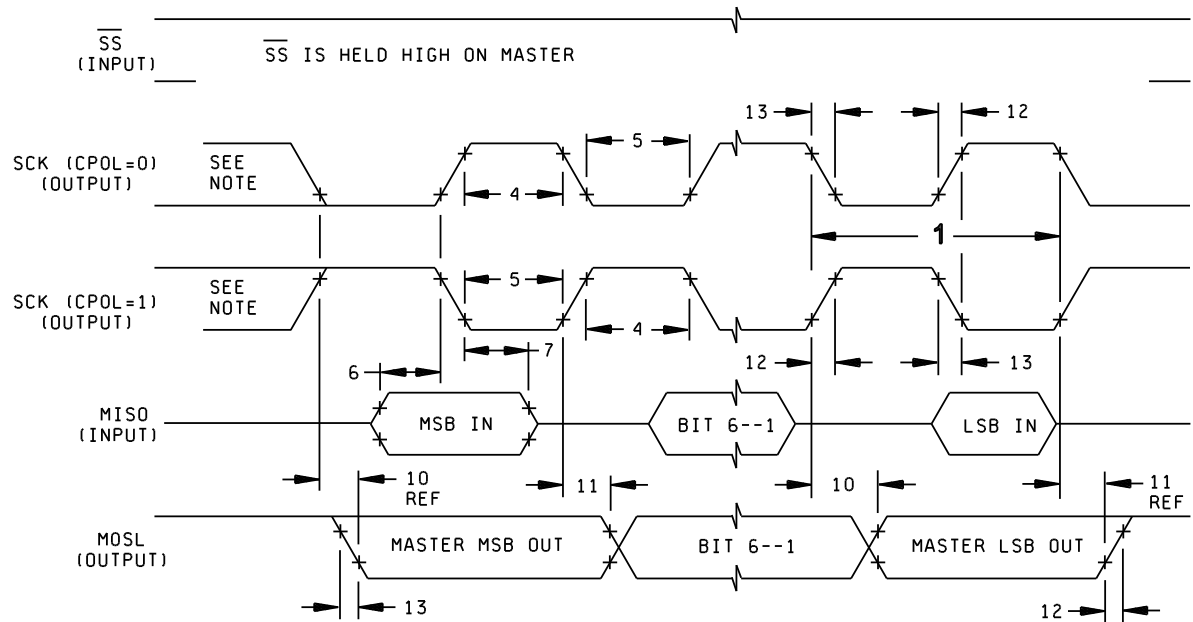 SS
(INPUT)
SS IS HELD HIGH ON MASTER
13
12
5
SCK (CPOL=0)
(OUTPUT)
SEE
NOTE
4
1
SCK (CPOL=1)
(OUTPUT)
SEE
NOTE
5
4
7
6
12
13
MISO
(INPUT)
MSB IN
BIT 6--1
LSB IN
10
REF
11
10
11
REF
MOSL
(OUTPUT)
MASTER MSB OUT
BIT 6--1
MASTER LSB OUT
13
12